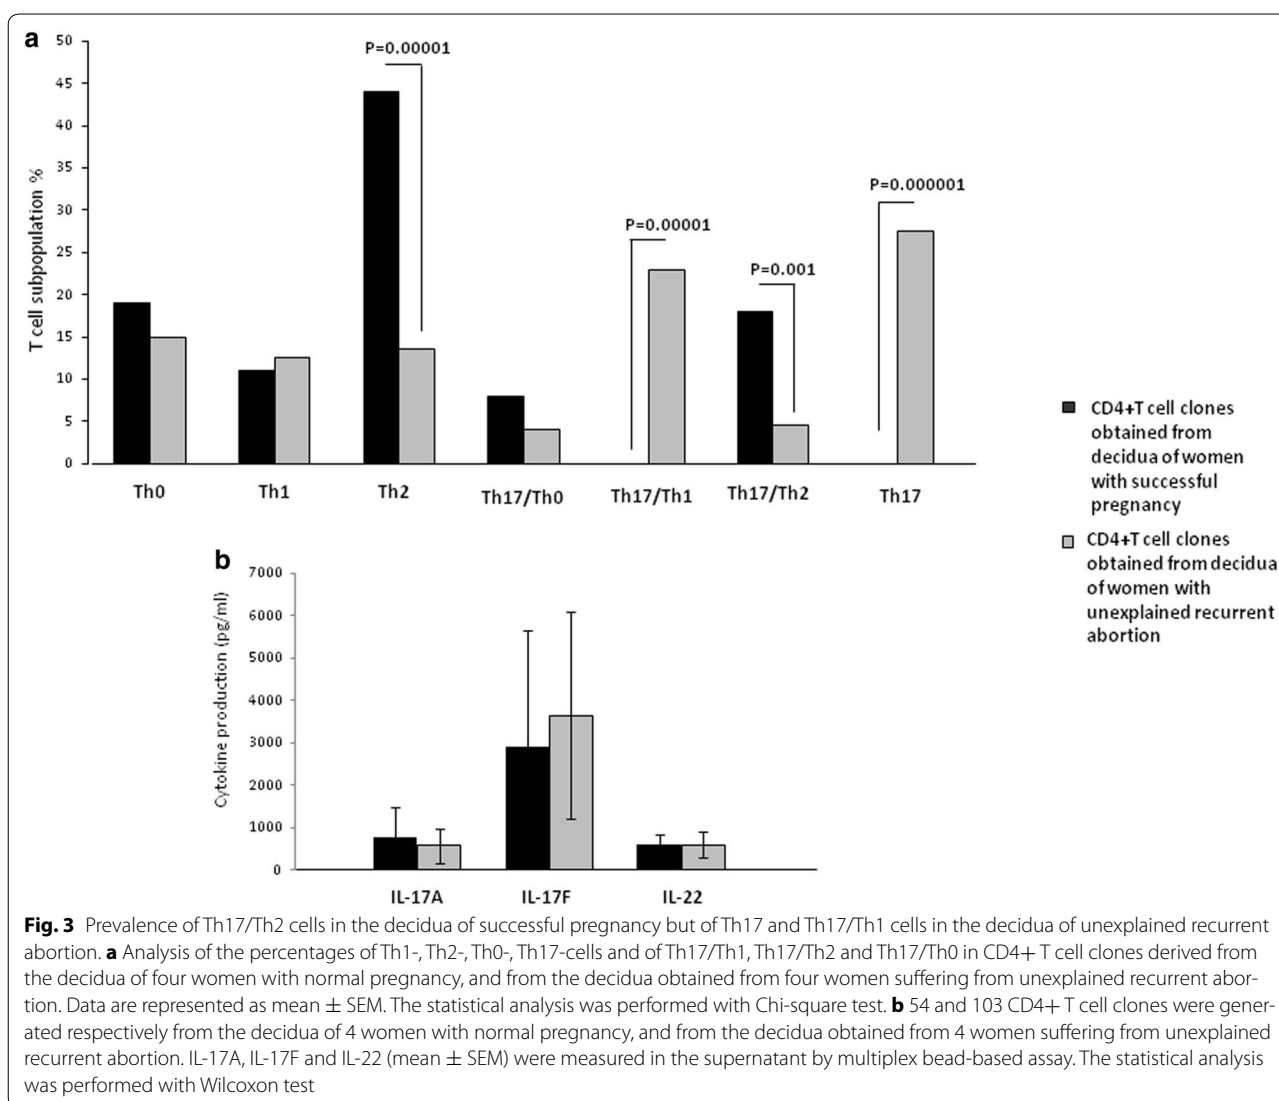 a
50
45
40
35
30
25
20
15
10
5
0
T cell subpopulation %
P=0.00001
P=0.00001
P=0.001
P=0.000001
Th0
Th1
Th2
Th17/Th0
Th17/Th1
Th17/Th2
Th17
CD4+T cell clones
obtained from
decidua of women
with successful
pregnancy
CD4+T cell clones
obtained from decidua
of women with
unexplained recurrent
abortion
b
7000
6000
5000
4000
3000
2000
1000
0
Cytokine production (pg/ml)
IL-17A
IL-17F
IL-22
Fig. 3 Prevalence of Th17/Th2 cells in the decidua of successful pregnancy but of Th17 and Th17/Th1 cells in the decidua of unexplained recurrent
abortion. a Analysis of the percentages of Th1-, Th2-, Th0-, Th17-cells and of Th17/Th1, Th17/Th2 and Th17/Th0 in CD4+ T cell clones derived from
the decidua of four women with normal pregnancy, and from the decidua obtained from four women suffering from unexplained recurrent abor-
tion. Data are represented as mean ± SEM. The statistical analysis was performed with Chi-square test. b 54 and 103 CD4+ T cell clones were gener-
ated respectively from the decidua of 4 women with normal pregnancy, and from the decidua obtained from 4 women suffering from unexplained
recurrent abortion. IL-17A, IL-17F and IL-22 (mean ± SEM) were measured in the supernatant by multiplex bead-based assay. The statistical analysis
was performed with Wilcoxon test